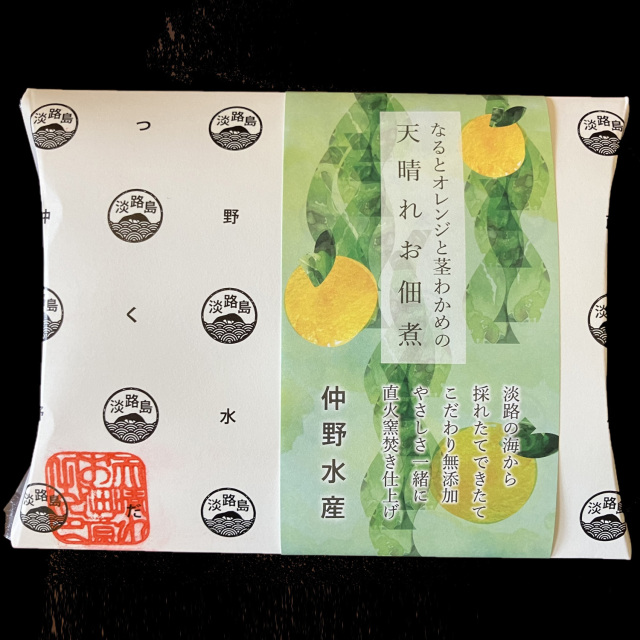 なるとオレンジと茎わかめの
天晴れお佃煮
淡路の海から
採れたてできたて
こだわり無添加
やさしさ一緒に
直火窯焚き仕上げ
仲野水産
淡路島
つ
淡路島
淡路島
淡路島
野
淡路島
く
淡路島
淡路島
水
淡路島
た
淡路島